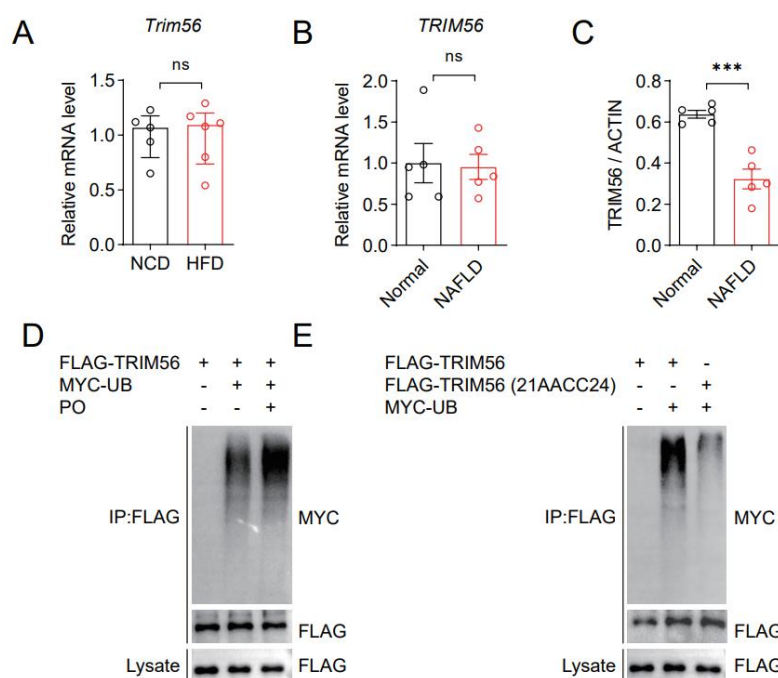 A
Trim56
ns
Relative mRNA level
1.5
1.0
0.5
0.0
NCD HFD
B
TRIM56
ns
Relative mRNA level
2.0
1.5
1.0
0.5
0.0
Normal NAFLD
C
***
TRIM56 / ACTIN
0.8
0.6
0.4
0.2
0.0
Normal NAFLD
D
FLAG-TRIM56 + + +
MYC-UB - + +
PO - - +
IP:FLAG
MYC
FLAG
Lysate
FLAG
E
FLAG-TRIM56 + + -
FLAG-TRIM56 (21AACC24) - - +
MYC-UB - + +
IP:FLAG
MYC
FLAG
Lysate
FLAG